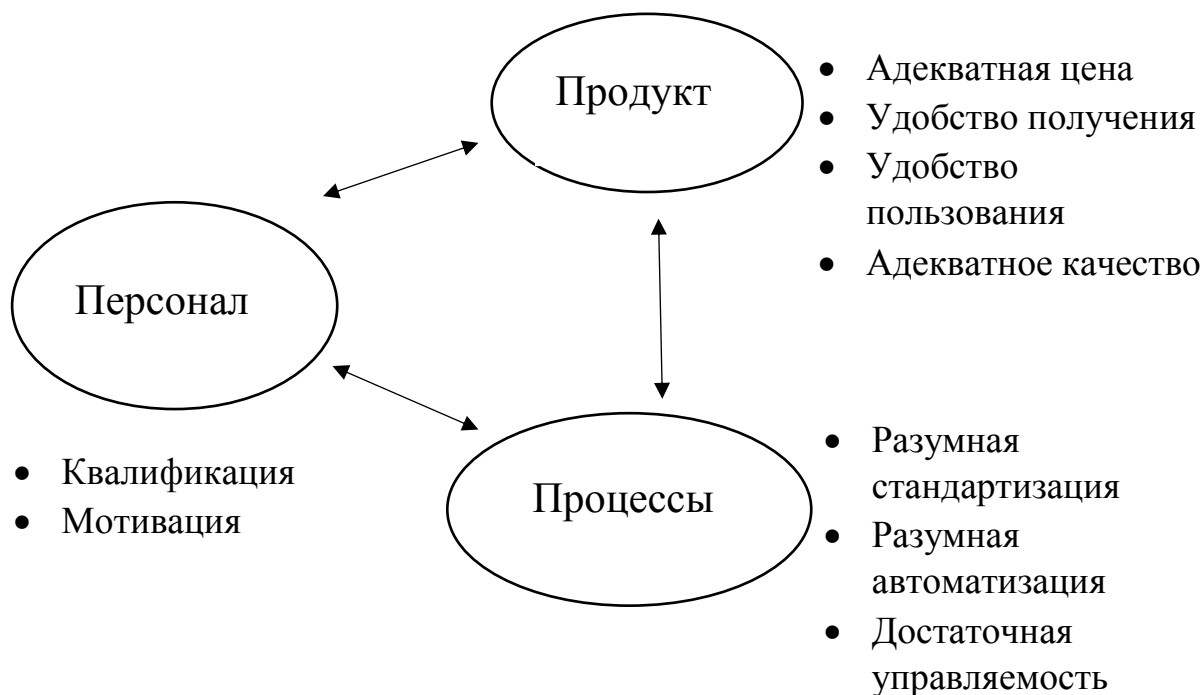 Продукт
• Адекватная цена
• Удобство получения
• Удобство
пользования
• Адекватное качество
Персонал
• Квалификация
• Мотивация
Процессы
• Разумная
стандартизация
• Разумная
автоматизация
• Достаточная
управляемость